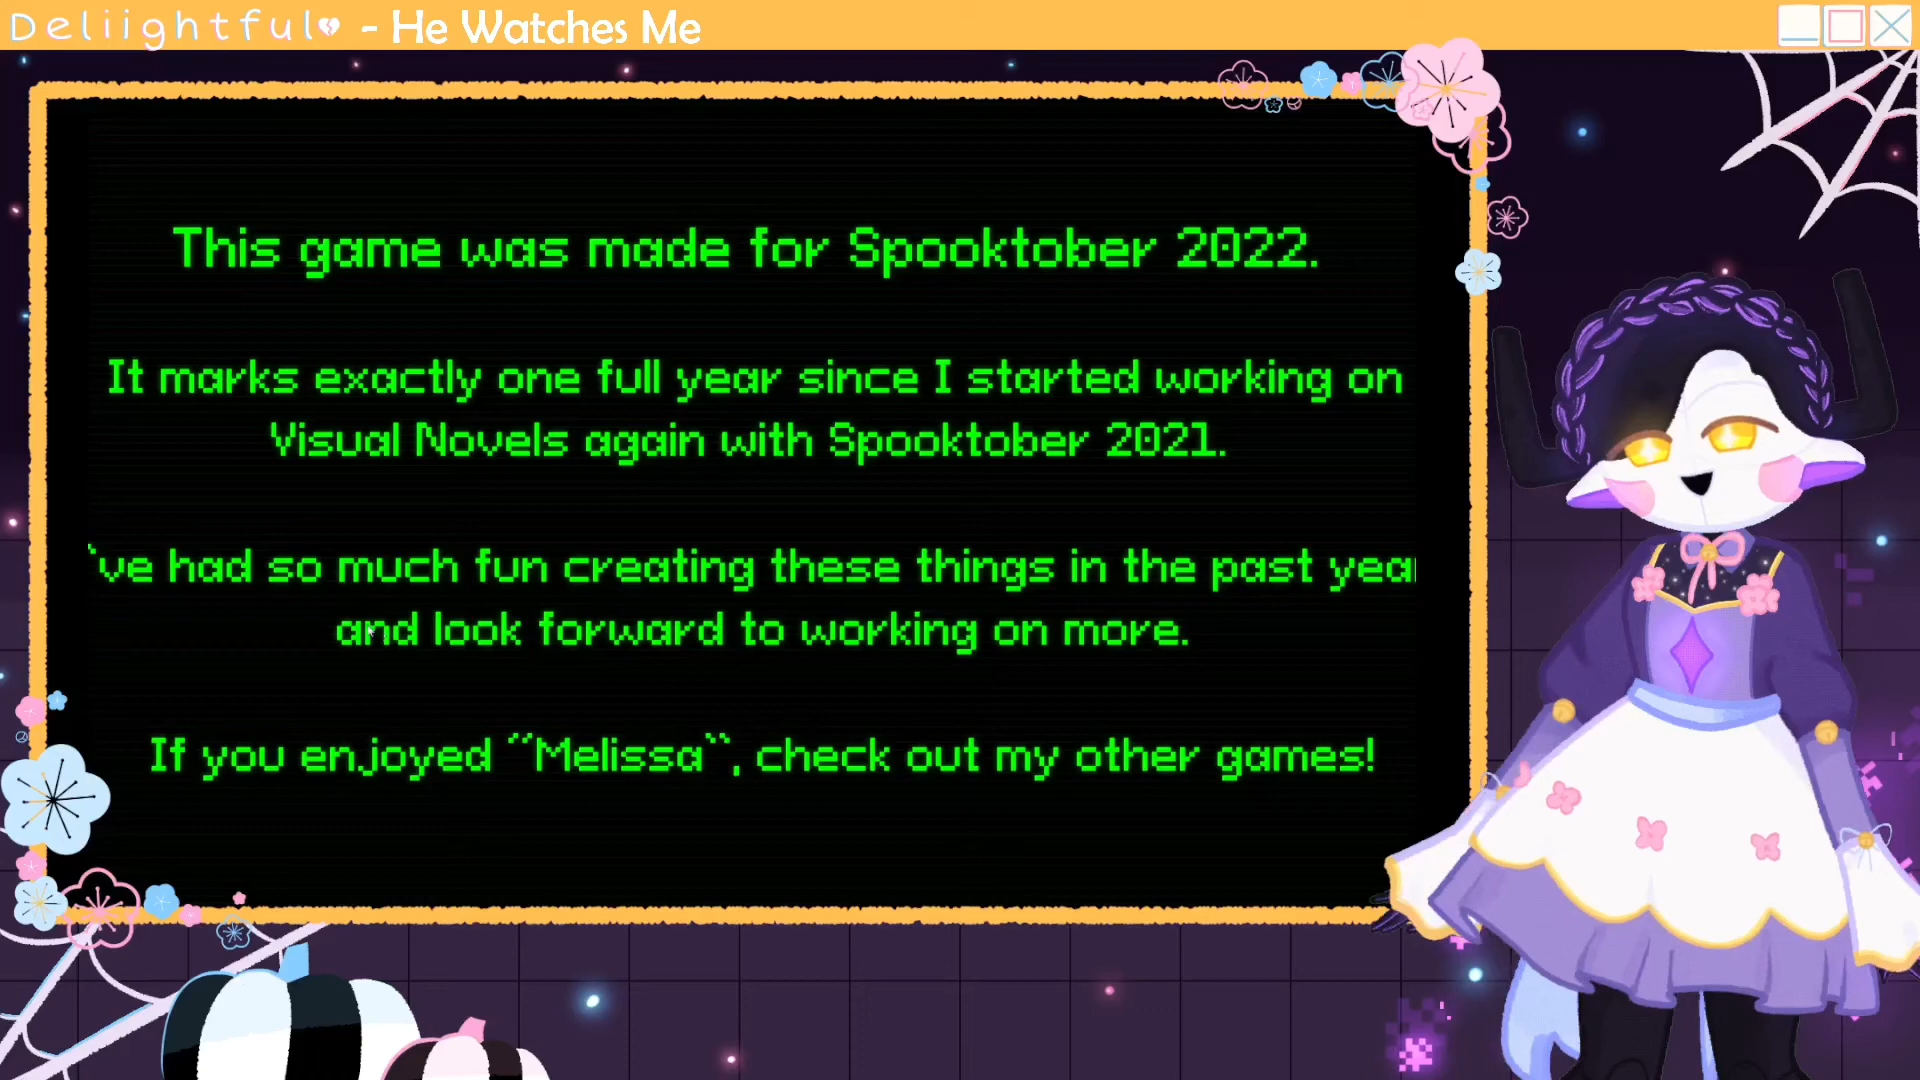 Deliightful - He Watches Me
This game was made for Spooktober 2022.
It marks exactly one full year since I started working on
Visual Novels again with Spooktober 2021.
've had so much fun creating these things in the past year
and look forward to working on more.
If you enjoyed ´´Melissa``, check out my other games!